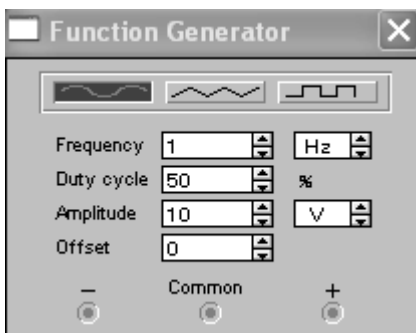 Function Generator
Frequency 1 Hz
Duty cycle 50 %
Amplitude 10 V
Offset 0
− Common +